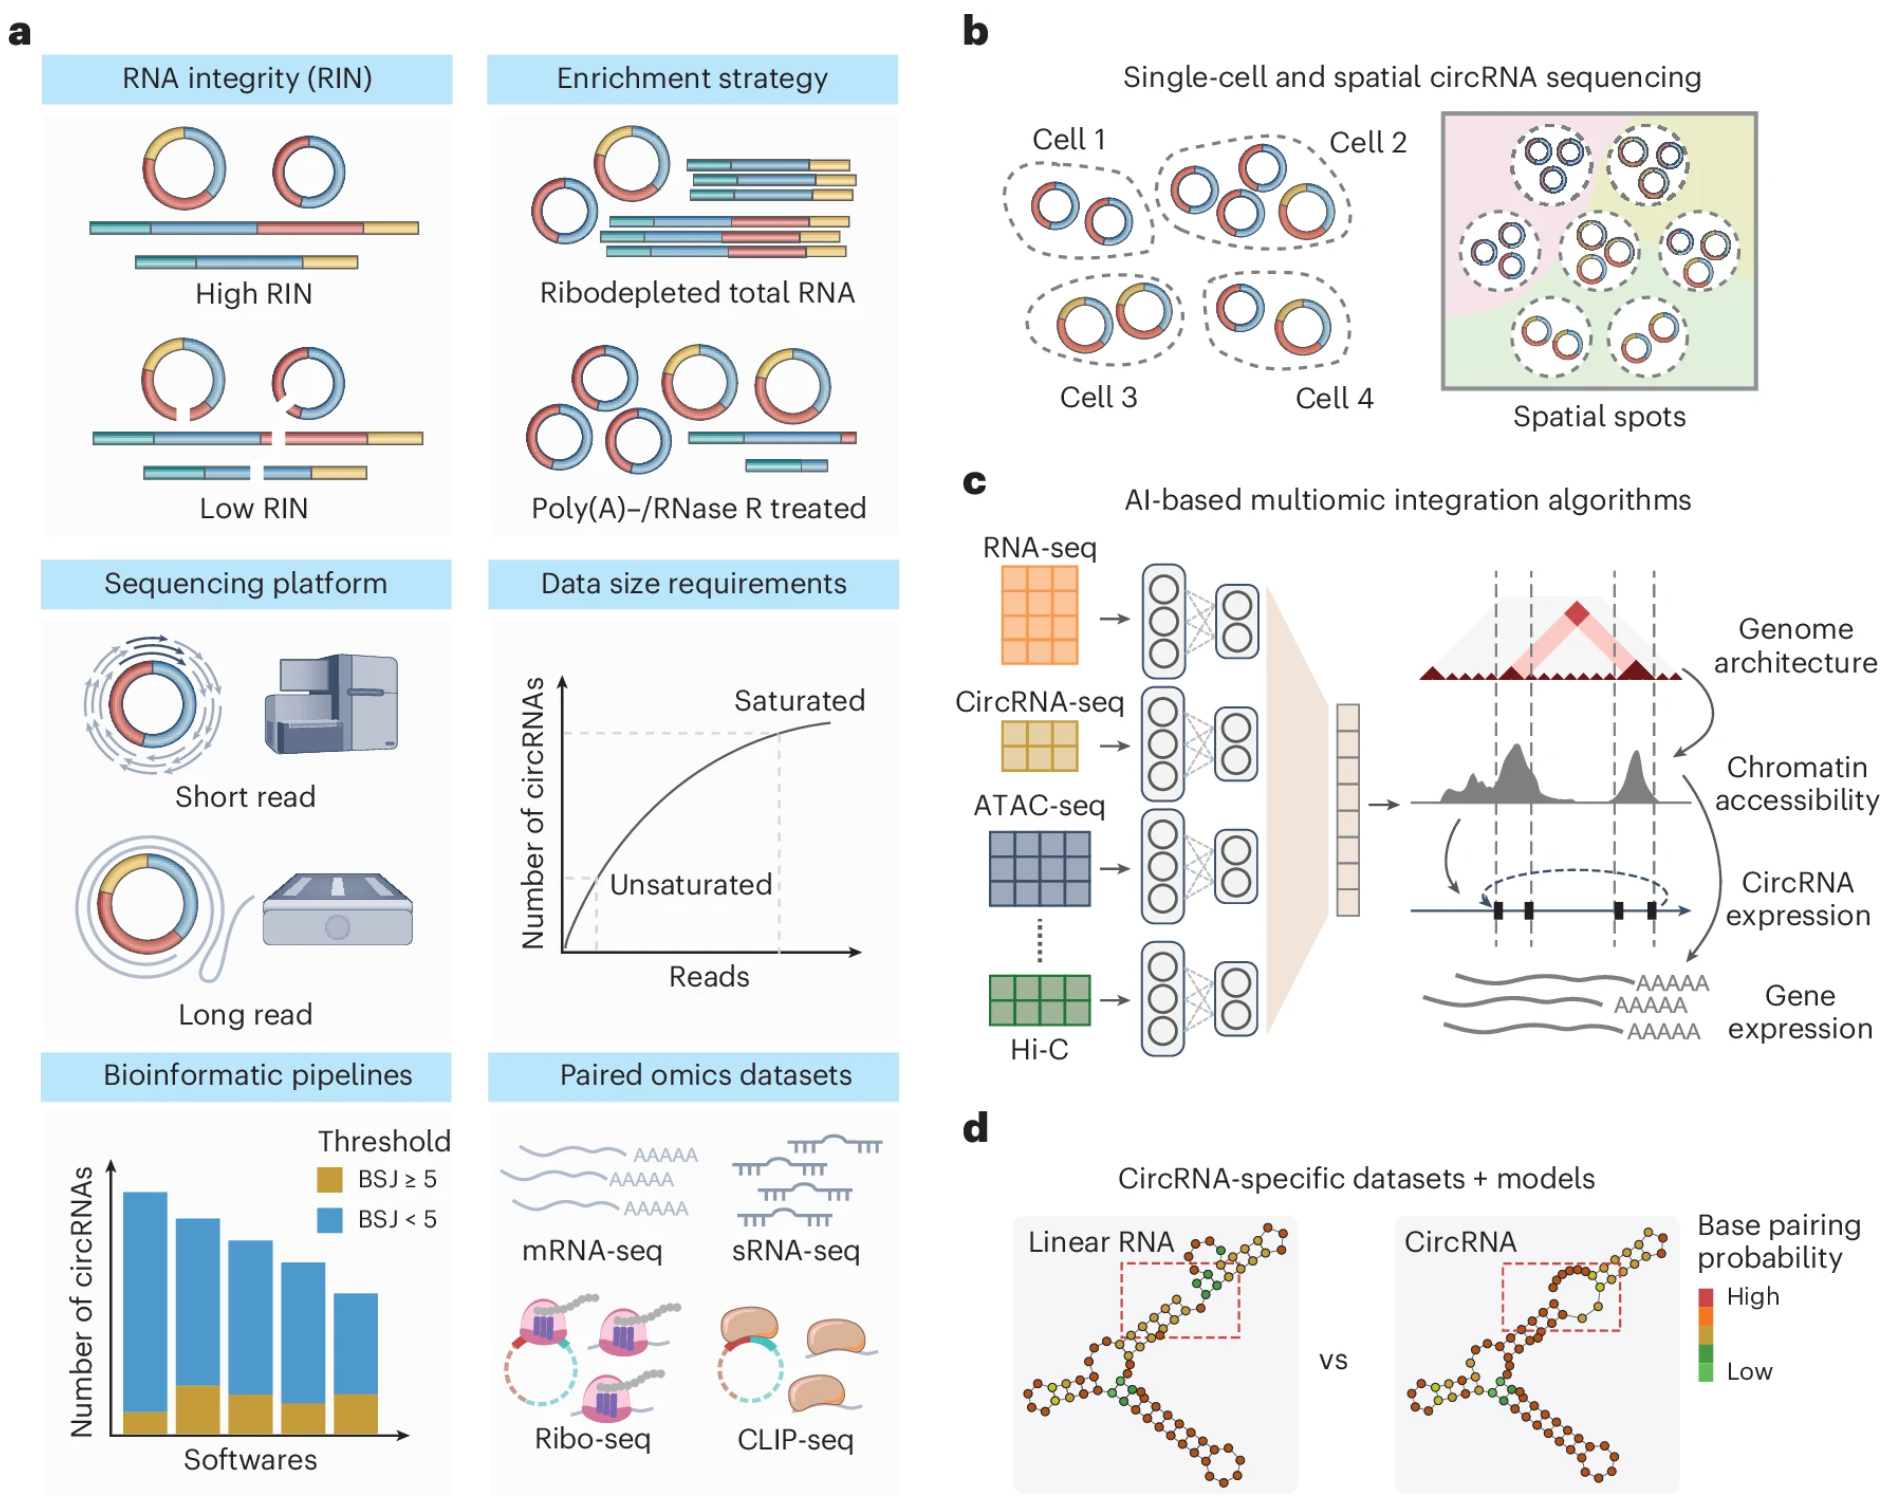 a
RNA integrity (RIN)
High RIN
Low RIN
Enrichment strategy
Ribodepleted total RNA
Poly(A)–/RNase R treated
Sequencing platform
Short read
Long read
Data size requirements
Number of circRNAs
Saturated
Unsaturated
Reads
Bioinformatic pipelines
Threshold
BSJ ≥ 5
BSJ < 5
Number of circRNAs
Softwares
Paired omics datasets
AAAAA
AAAAA
AAAAA
mRNA-seq
sRNA-seq
Ribo-seq
CLIP-seq
b
Single-cell and spatial circRNA sequencing
Cell 1
Cell 2
Cell 3
Cell 4
Spatial spots
c
AI-based multiomic integration algorithms
RNA-seq
CircRNA-seq
ATAC-seq
Hi-C
Genome
architecture
Chromatin
accessibility
CircRNA
expression
AAAAA
AAAAA
AAAAA
Gene
expression
d
CircRNA-specific datasets + models
Linear RNA
vs
CircRNA
Base pairing
probability
High
Low